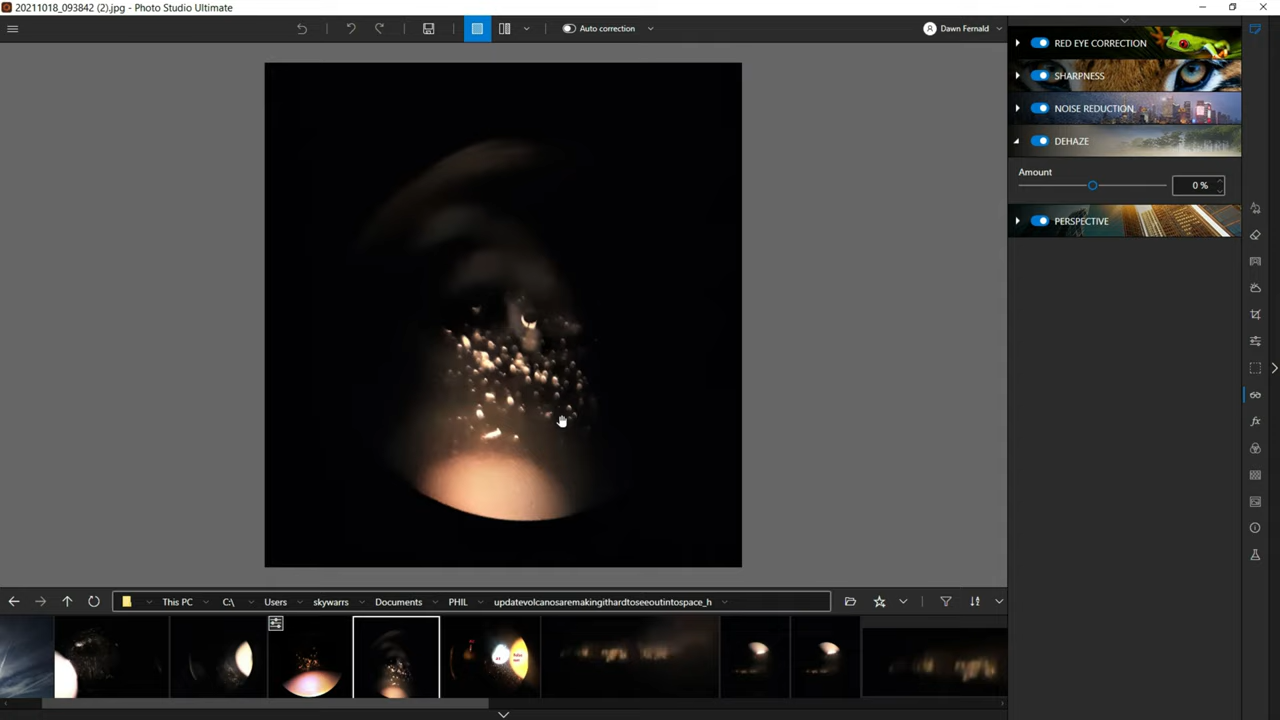 20211018_093842 (2).jpg - Photo Studio Ultimate
Auto correction
Dawn Fernald
RED EYE CORRECTION
SHARPNESS
NOISE REDUCTION
DEHAZE
Amount
0 %
PERSPECTIVE
This PC C:\ Users skywarrs Documents PHIL updatevolcanosaremakingithardtoseeoutintospace_h